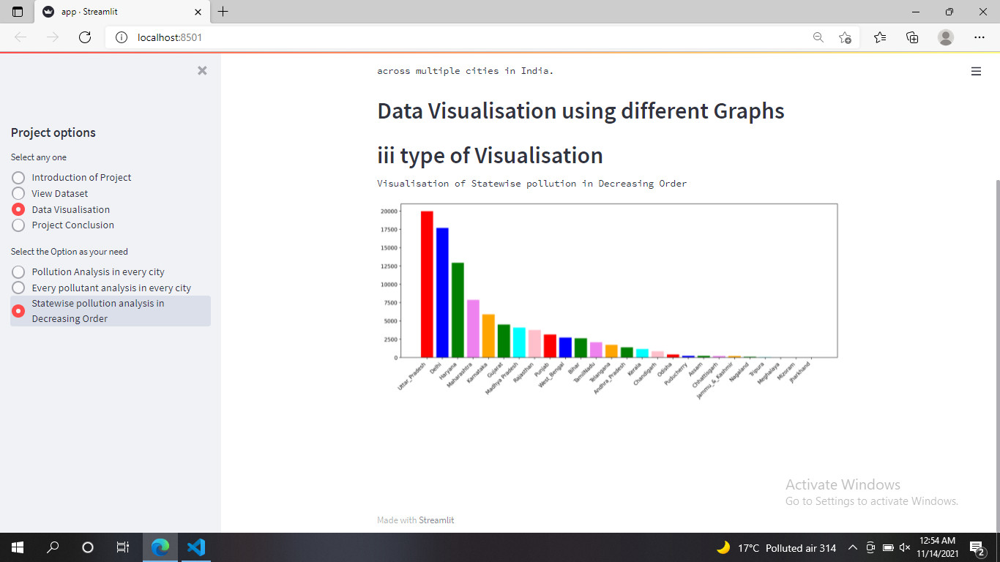 app · Streamlit
localhost:8501
across multiple cities in India.
Project options
Select any one
Introduction of Project
View Dataset
Data Visualisation
Project Conclusion
Select the Option as your need
Pollution Analysis in every city
Every pollutant analysis in every city
Statewise pollution analysis in
Decreasing Order
Data Visualisation using different Graphs
iii type of Visualisation
Visualisation of Statewise pollution in Decreasing Order
20000
17500
15000
12500
10000
7500
5000
2500
0
Uttar_Pradesh
Delhi
Haryana
Maharashtra
Karnataka
Gujarat
Madhya Pradesh
Rajasthan
Punjab
West_Bengal
Bihar
TamilNadu
Telangana
Andhra_Pradesh
Kerala
Chandigarh
Odisha
Puducherry
Assam
Chhattisgarh
Jammu_&_Kashmir
Nagaland
Tripura
Meghalaya
Mizoram
Jharkhand
Activate Windows
Go to Settings to activate Windows.
Made with Streamlit
17°C Polluted air 314
12:54 AM
11/14/2021
2